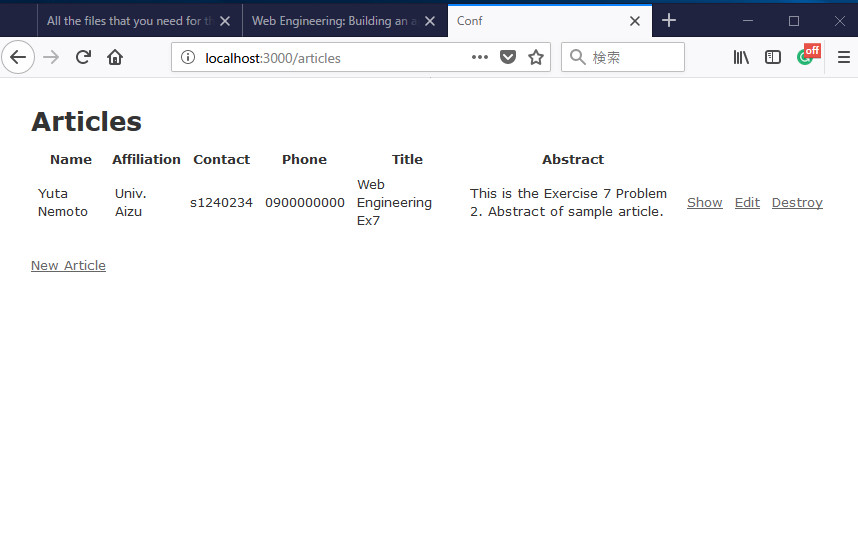 All the files that you need for th
Web Engineering: Building an a
Conf
localhost:3000/articles
検索
off
Articles
Name Affiliation Contact Phone Title Abstract
Yuta
Nemoto
Univ.
Aizu
s1240234
0900000000
Web
Engineering
Ex7
This is the Exercise 7 Problem
2. Abstract of sample article.
Show Edit Destroy
New Article